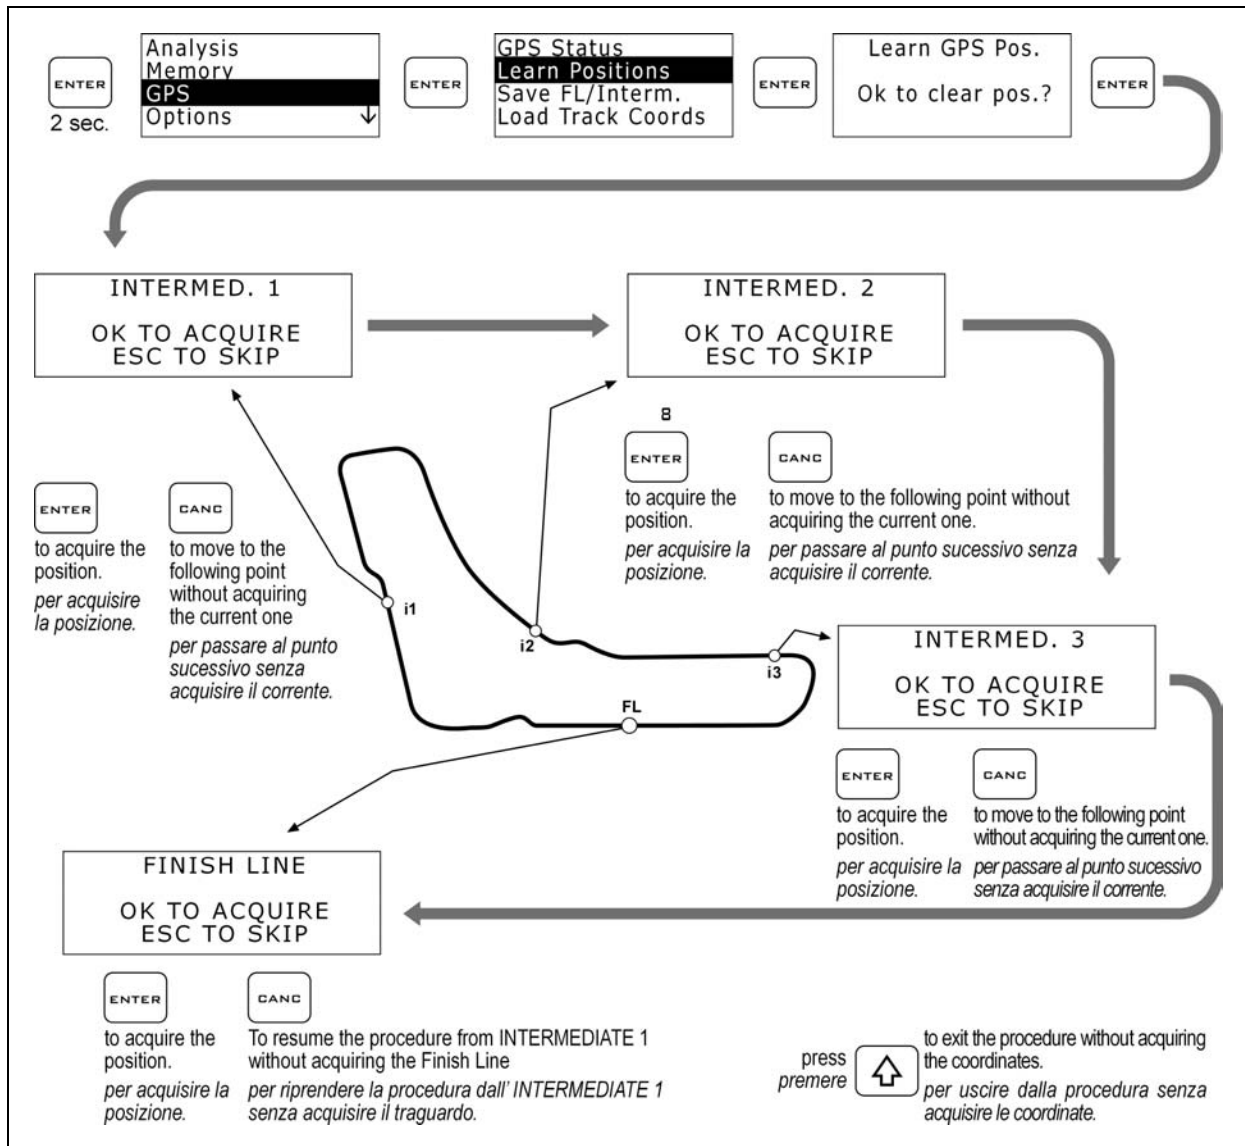 ENTER
2 sec.
Analysis
Memory
GPS
Options
ENTER
GPS Status
Learn Positions
Save FL/Interm.
Load Track Coords
ENTER
Learn GPS Pos.
Ok to clear pos.?
ENTER
INTERMED. 1
OK TO ACQUIRE
ESC TO SKIP
INTERMED. 2
OK TO ACQUIRE
ESC TO SKIP
8
ENTER
to acquire the
position.
per acquisire la
posizione.
CANC
to move to the following point without
acquiring the current one.
per passare al punto sucessivo senza
acquisire il corrente.
ENTER
to acquire the
position.
per acquisire
la posizione.
CANC
to move to the
following point
without acquiring
the current one
per passare al punto
sucessivo senza
acquisire il corrente.
i1
i2
i3
FL
INTERMED. 3
OK TO ACQUIRE
ESC TO SKIP
ENTER
to acquire the
position.
per acquisire la
posizione.
CANC
to move to the following point
without acquiring the current one.
per passare al punto sucessivo
senza acquisire il corrente.
FINISH LINE
OK TO ACQUIRE
ESC TO SKIP
ENTER
to acquire the
position.
per acquisire la
posizione.
CANC
To resume the procedure from INTERMEDIATE 1
without acquiring the Finish Line
per riprendere la procedura dall' INTERMEDIATE 1
senza acquisire il traguardo.
press
premere
to exit the procedure without acquiring
the coordinates.
per uscire dalla procedura senza
acquisire le coordinate.